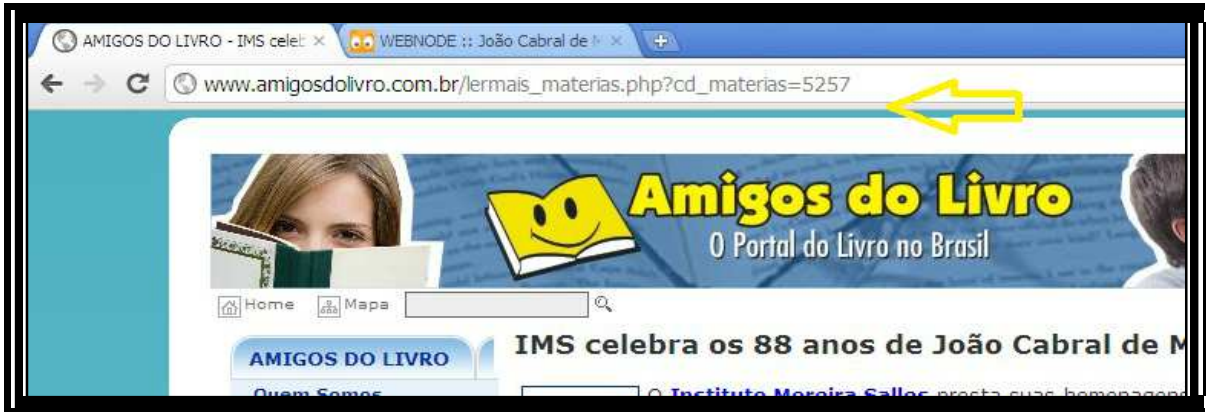 AMIGOS DO LIVRO - IMS celeb
WEBNODE :: João Cabral de
www.amigosdolivro.com.br/lermais_materias.php?cd_materias=5257
Amigos do Livro
O Portal do Livro no Brasil
Home Mapa
AMIGOS DO LIVRO
IMS celebra os 88 anos de João Cabral de M
Quem Somos
O Instituto Moreira Salles presta suas homenagens